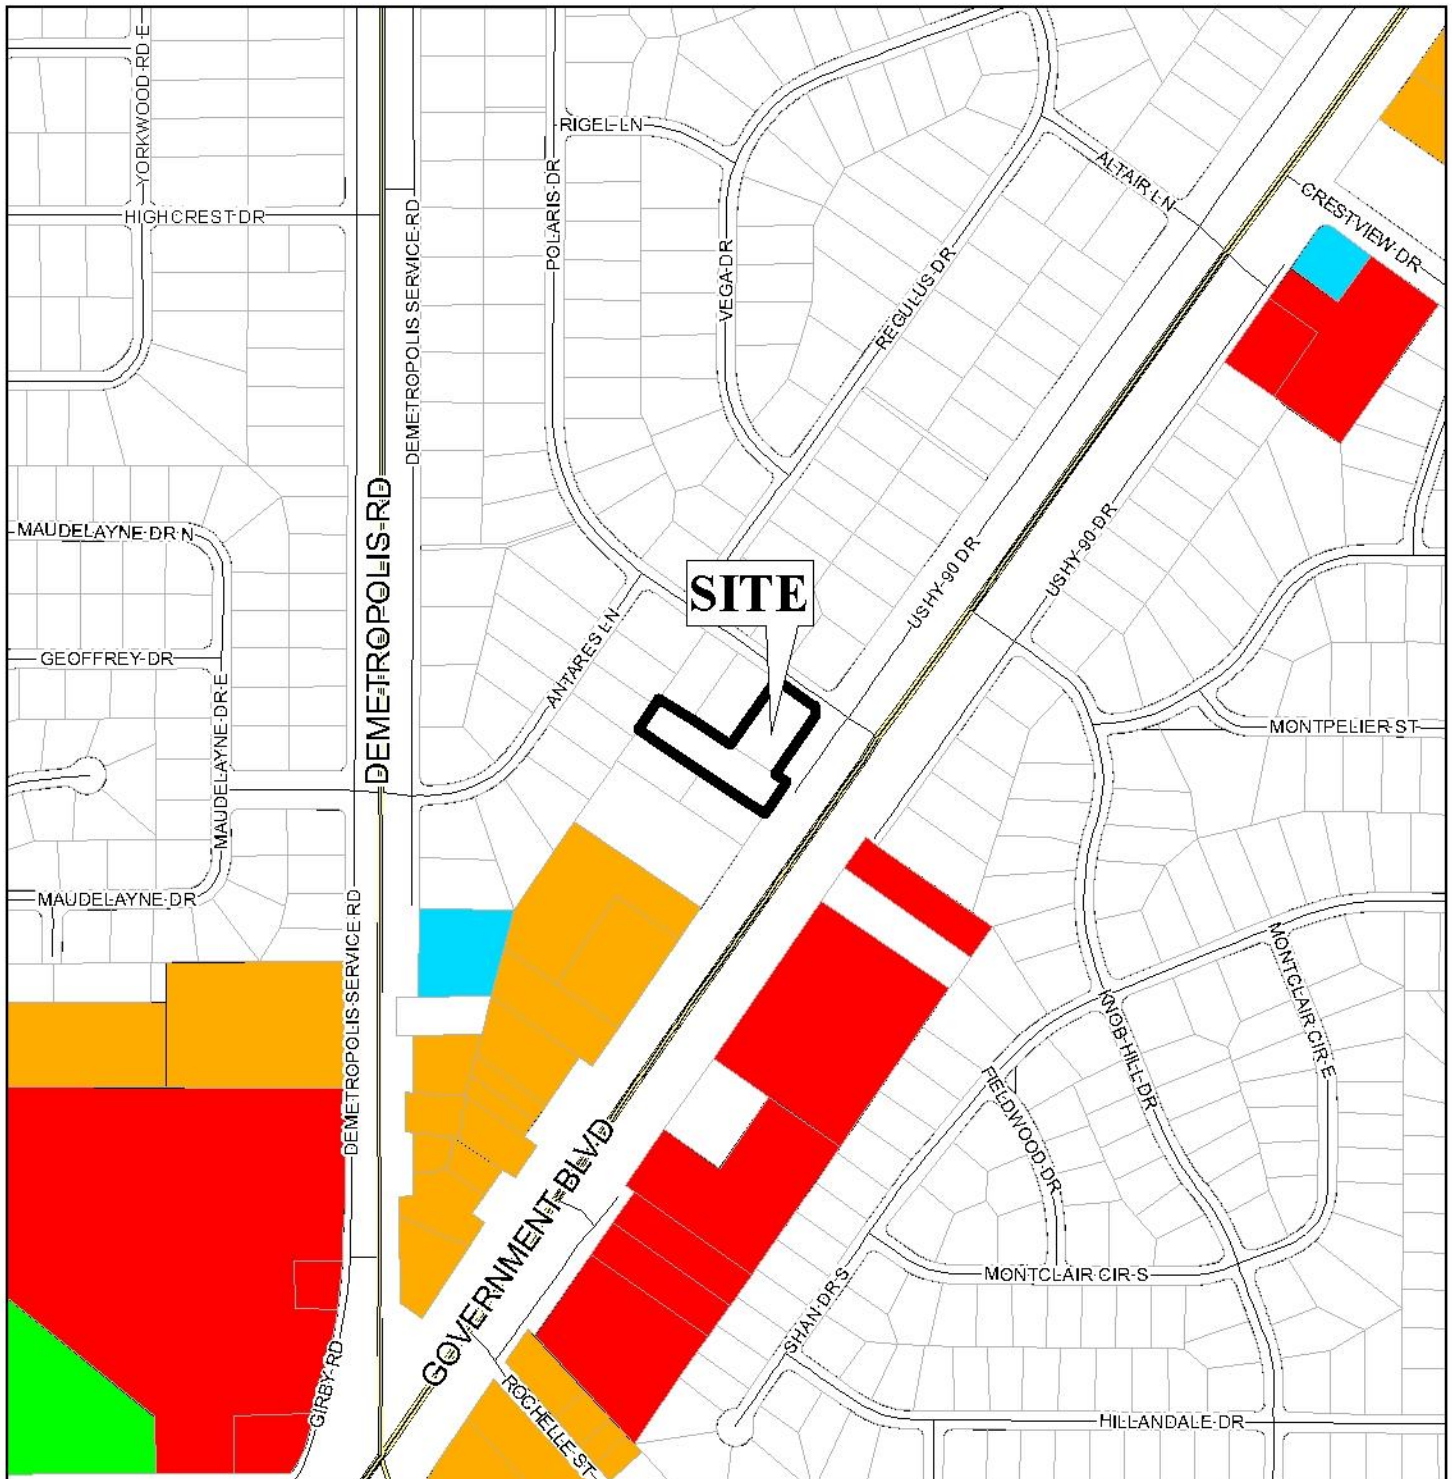 YORKWOOD-RD-E
RIGEL-LN
ALTAIR-LN
CRESTVIEW-DR
HIGHCREST-DR
POLARIS-DR
DEMETROPOLIS SERVICE-RD
VEGA-DR
REGULUS-DR
MAUDELAYNE-DR-N
DEMETROPOLIS-RD
US-HY-90-DR
US-HY-90-DR
SITE
GEOFFREY-DR
ANTARES-LN
MAUDELAYNE-DR-E
MONTPELIER-ST
MAUDELAYNE-DR
DEMETROPOLIS-SERVICE-RD
MONTCLAIR-CIR-E
KNOB-HILL-DR
FIELDWOOD-DR
GOVERNMENT-BLVD
MONTCLAIR-CIR-S
SHAN-DR-S
GIRBY-RD
ROCHELLE-ST
HILLANDALE-DR